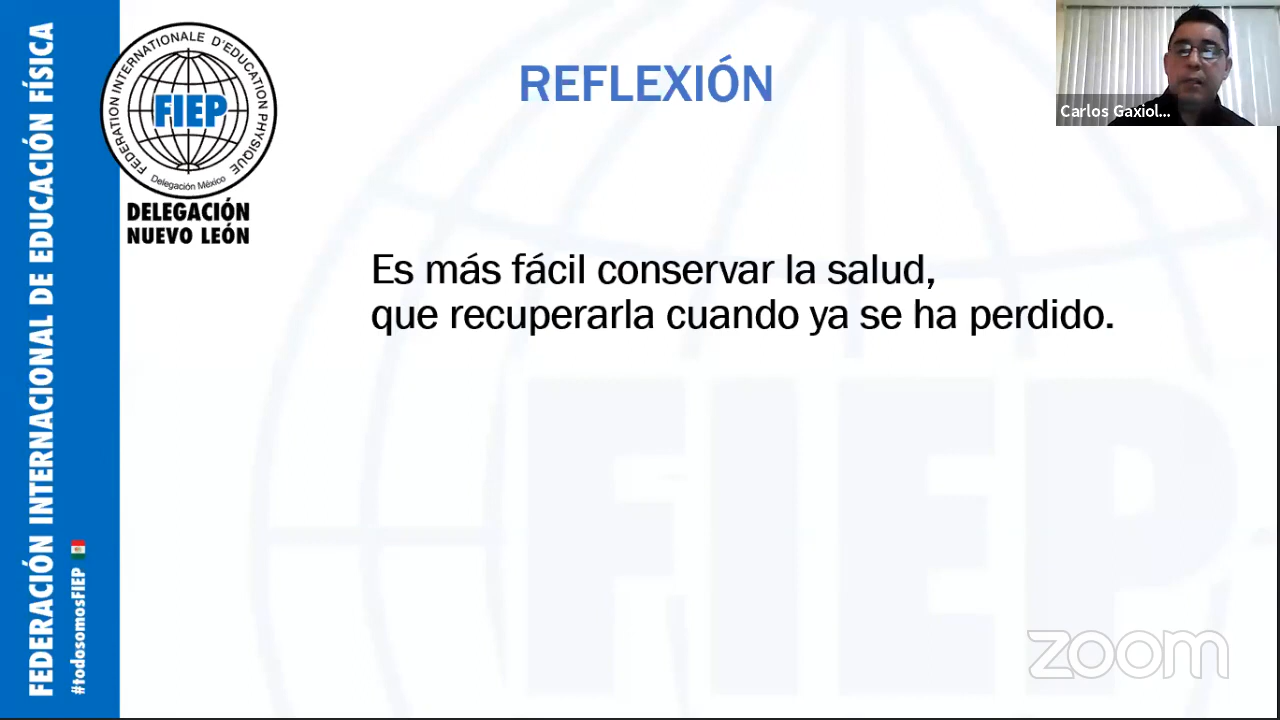 FEDERACIÓN INTERNACIONAL DE EDUCACIÓN FÍSICA
#todosomosFIEP
FEDERATION INTERNATIONALE D'EDUCATION PHYSIQUE
FIEP
Delegación México
DELEGACIÓN
NUEVO LEÓN
REFLEXIÓN
Es más fácil conservar la salud,
que recuperarla cuando ya se ha perdido.
FIEP
Carlos Gaxiol...
zoom